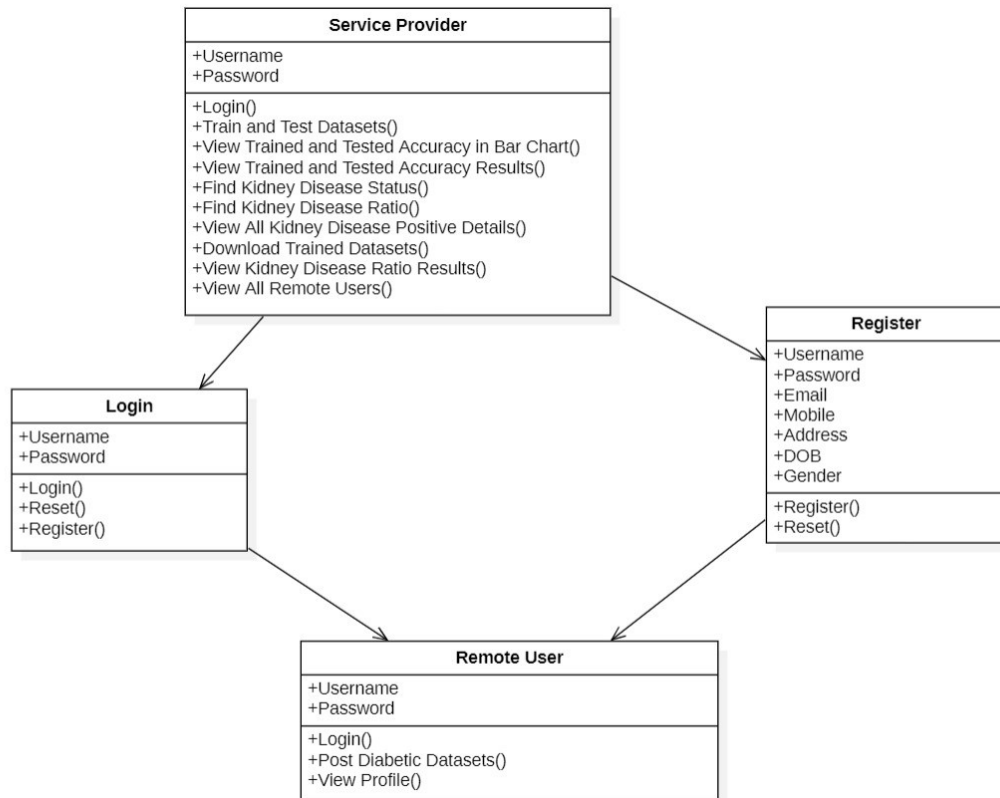 Service Provider
+Username
+Password
+Login()
+Train and Test Datasets()
+View Trained and Tested Accuracy in Bar Chart()
+View Trained and Tested Accuracy Results()
+Find Kidney Disease Status()
+Find Kidney Disease Ratio()
+View All Kidney Disease Positive Details()
+Download Trained Datasets()
+View Kidney Disease Ratio Results()
+View All Remote Users()
Login
+Username
+Password
+Login()
+Reset()
+Register()
Register
+Username
+Password
+Email
+Mobile
+Address
+DOB
+Gender
+Register()
+Reset()
Remote User
+Username
+Password
+Login()
+Post Diabetic Datasets()
+View Profile()